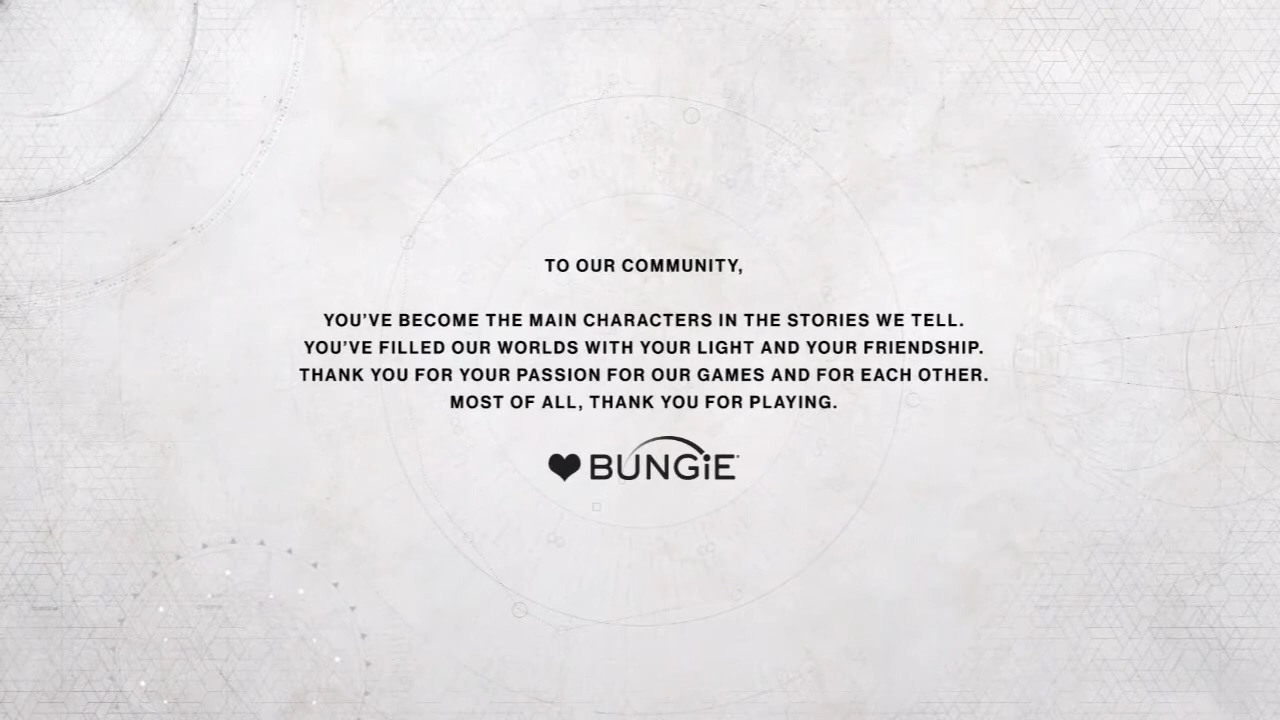 TO OUR COMMUNITY,
YOU'VE BECOME THE MAIN CHARACTERS IN THE STORIES WE TELL.
YOU'VE FILLED OUR WORLDS WITH YOUR LIGHT AND YOUR FRIENDSHIP.
THANK YOU FOR YOUR PASSION FOR OUR GAMES AND FOR EACH OTHER.
MOST OF ALL, THANK YOU FOR PLAYING.
BUNGiE